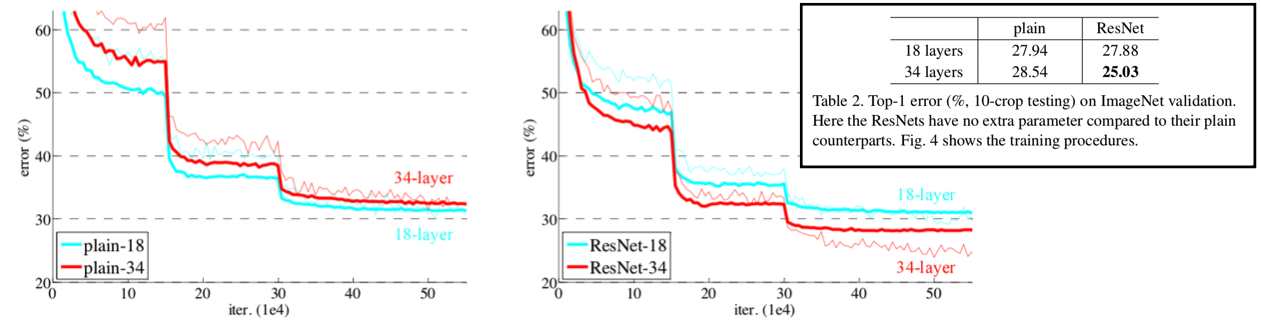 60
50
40
30
20
error (%)
34-layer
18-layer
plain-18
plain-34
0 10 20 30 40 50
iter. (1e4)
60
50
40
30
20
error (%)
18-layer
34-layer
ResNet-18
ResNet-34
0 10 20 30 40 50
iter. (1e4)
plain ResNet
18 layers 27.94 27.88
34 layers 28.54 25.03
Table 2. Top-1 error (%, 10-crop testing) on ImageNet validation.
Here the ResNets have no extra parameter compared to their plain
counterparts. Fig. 4 shows the training procedures.